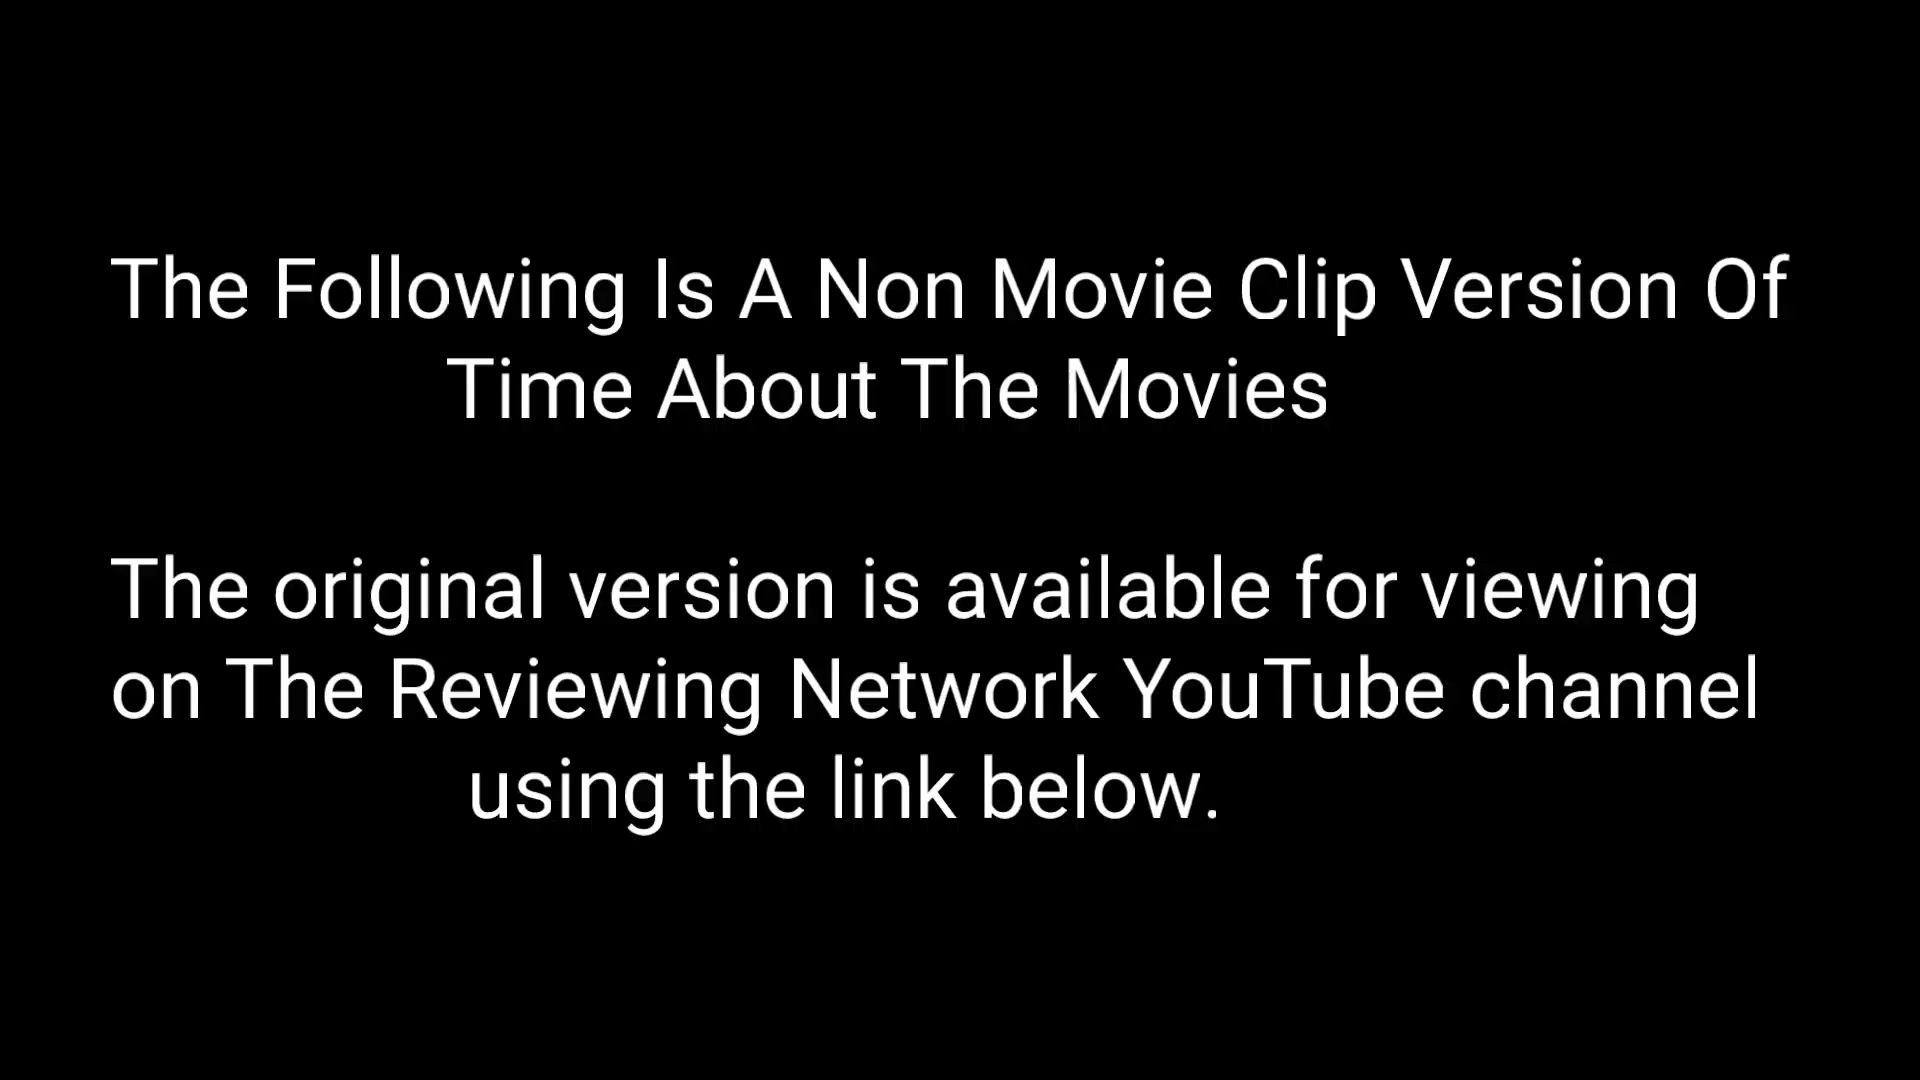 The Following Is A Non Movie Clip Version Of
Time About The Movies
The original version is available for viewing
on The Reviewing Network YouTube channel
using the link below.